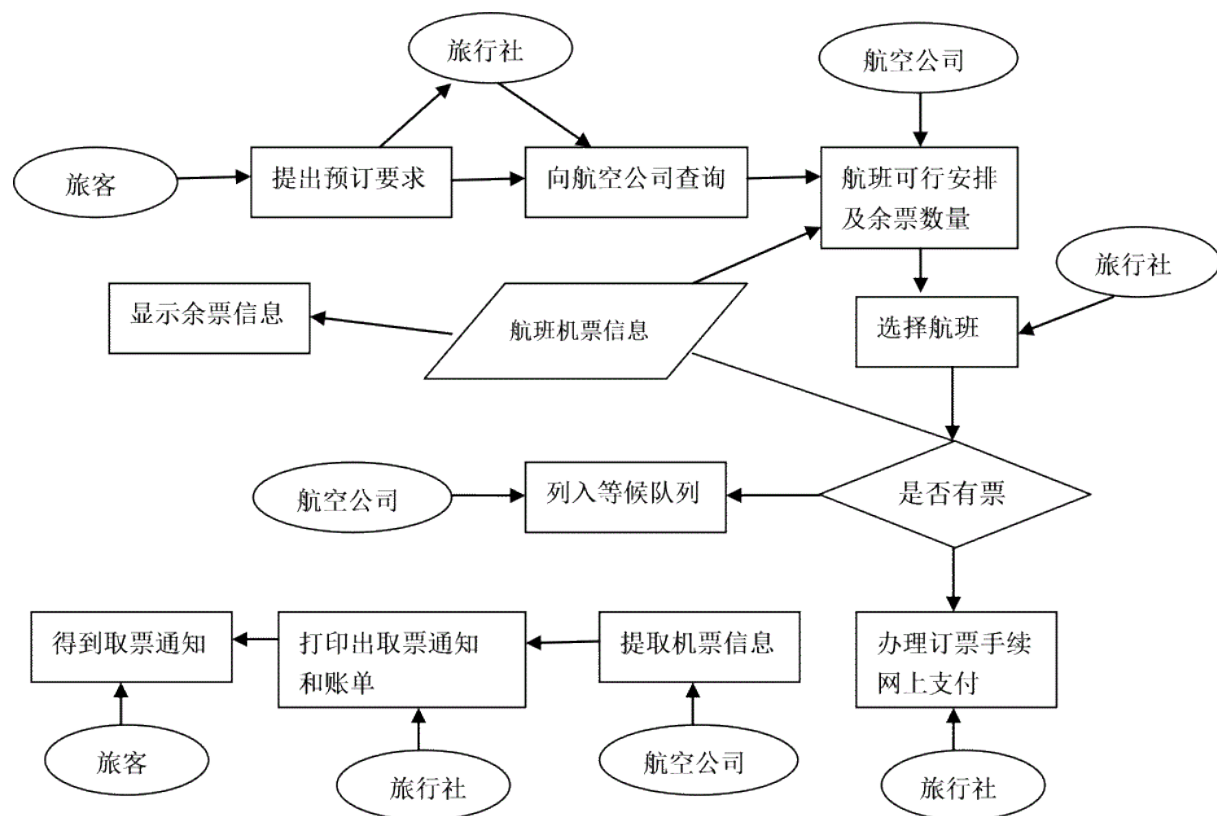 旅行社
航空公司
旅客
提出预订要求
向航空公司查询
航班可行安排
及余票数量
旅行社
显示余票信息
航班机票信息
选择航班
航空公司
列入等候队列
是否有票
得到取票通知
打印出取票通知
和账单
提取机票信息
办理订票手续
网上支付
旅客
旅行社
航空公司
旅行社